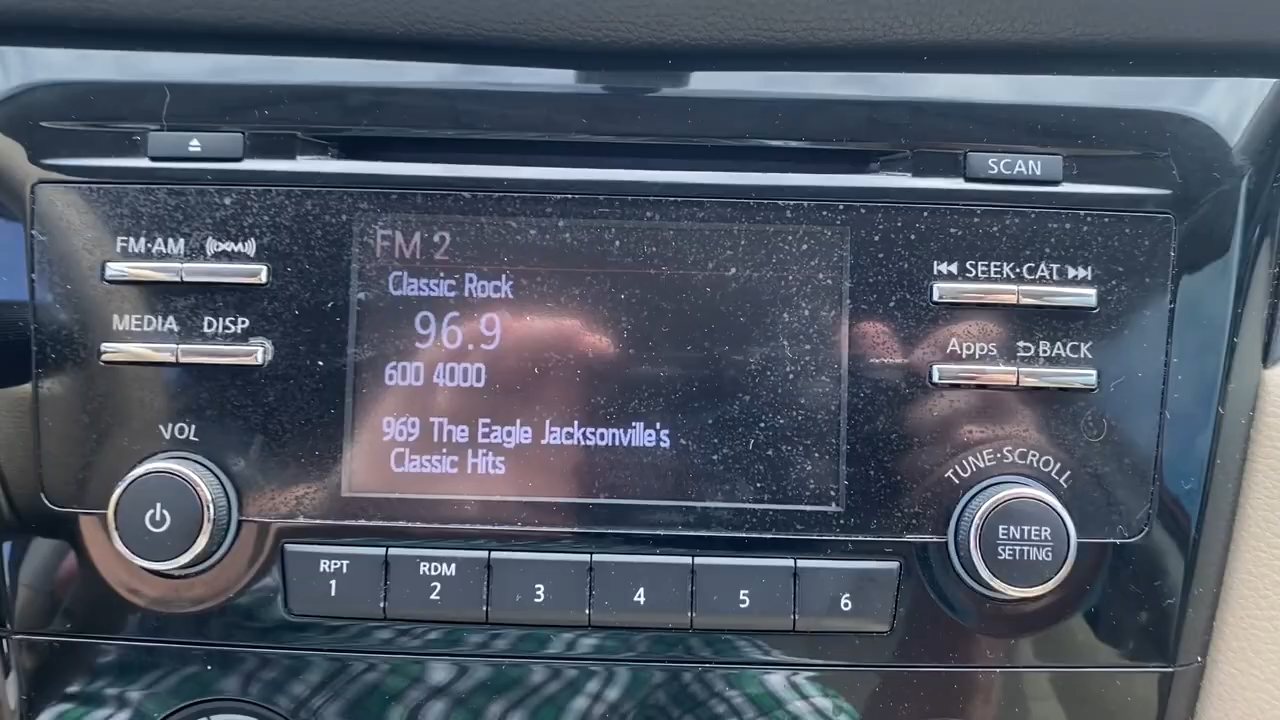 SCAN
FM·AM (((XM)))
MEDIA DISP
VOL
FM 2
Classic Rock
96.9
600 4000
969 The Eagle Jacksonville's
Classic Hits
SEEK·CAT
Apps BACK
TUNE·SCROLL
ENTER
SETTING
RPT
1
RDM
2
3
4
5
6